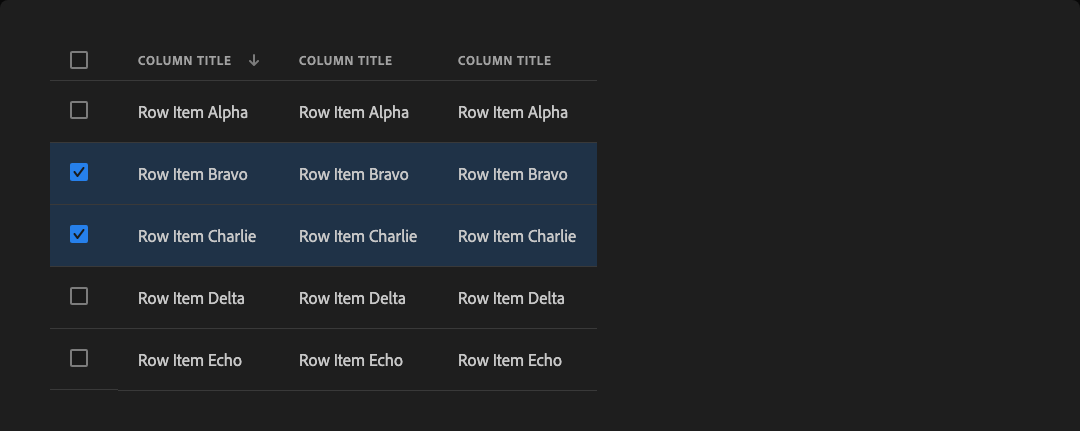 COLUMN TITLE COLUMN TITLE COLUMN TITLE
Row Item Alpha Row Item Alpha Row Item Alpha
Row Item Bravo Row Item Bravo Row Item Bravo
Row Item Charlie Row Item Charlie Row Item Charlie
Row Item Delta Row Item Delta Row Item Delta
Row Item Echo Row Item Echo Row Item Echo